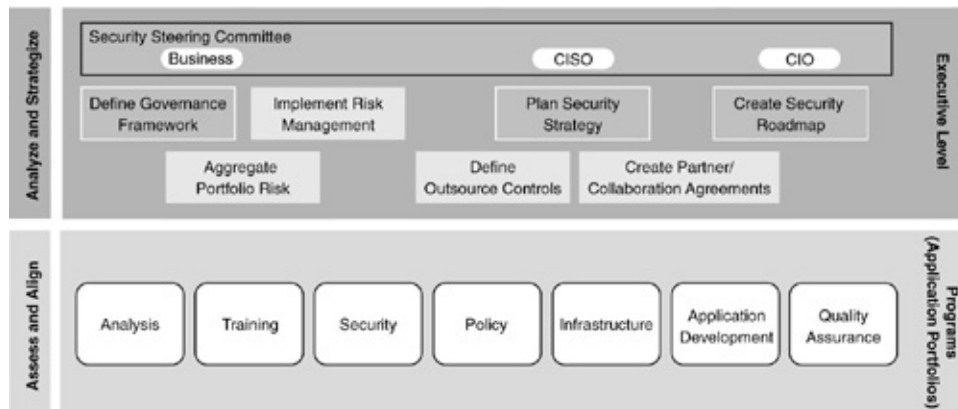 Analyze and Strategize
Security Steering Committee
Business
CISO
CIO
Define Governance
Framework
Implement Risk
Management
Plan Security
Strategy
Create Security
Roadmap
Aggregate
Portfolio Risk
Define
Outsource Controls
Create Partner/
Collaboration Agreements
Executive Level
Assess and Align
Analysis
Training
Security
Policy
Infrastructure
Application
Development
Quality
Assurance
Programs
(Application Portfolios)